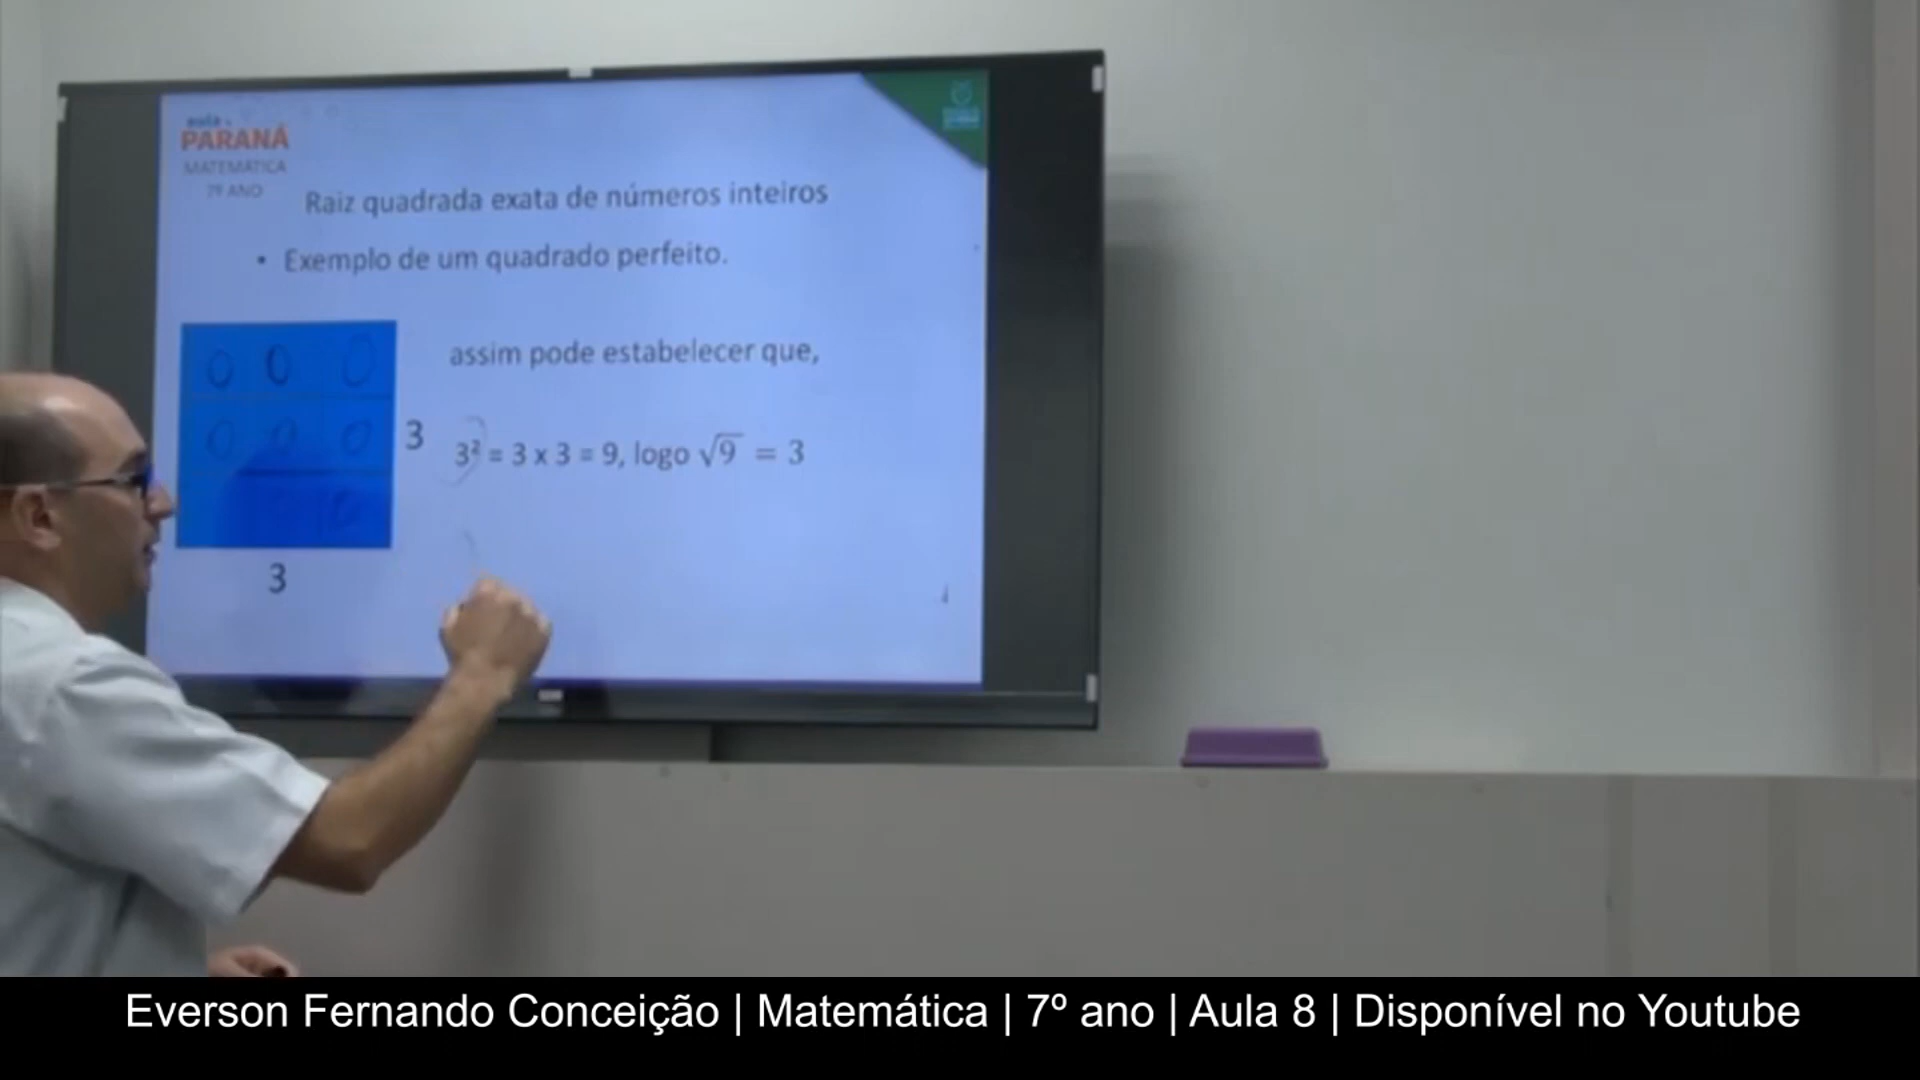 aula
PARANÁ
MATEMÁTICA
7º ANO
Raiz quadrada exata de números inteiros
• Exemplo de um quadrado perfeito.
assim pode estabelecer que,
3
3² = 3 x 3 = 9, logo √9 = 3
3
Everson Fernando Conceição | Matemática | 7º ano | Aula 8 | Disponível no Youtube